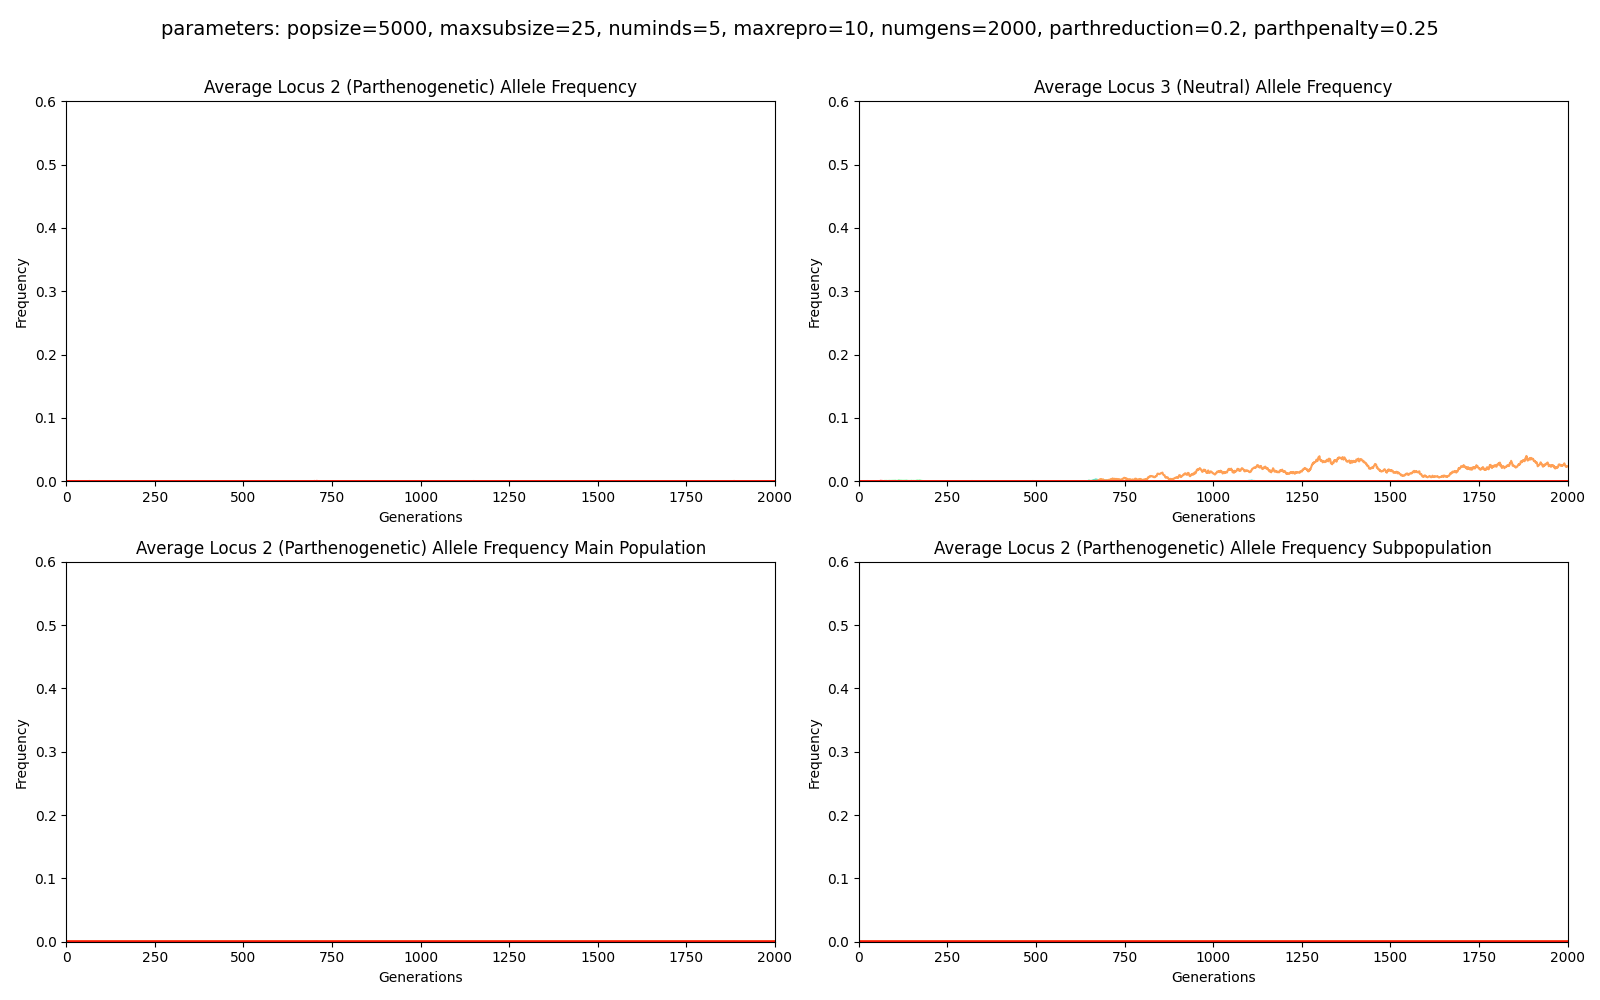 parameters: popsize=5000, maxsubsize=25, numinds=5, maxrepro=10, numgens=2000, parthreduction=0.2, parthpenalty=0.25
Average Locus 2 (Parthenogenetic) Allele Frequency
0.6
0.5
0.4
0.3
0.2
0.1
0.0
Frequency
0 250 500 750 1000 1250 1500 1750 2000
Generations
Average Locus 3 (Neutral) Allele Frequency
0.6
0.5
0.4
0.3
0.2
0.1
0.0
Frequency
0 250 500 750 1000 1250 1500 1750 2000
Generations
Average Locus 2 (Parthenogenetic) Allele Frequency Main Population
0.6
0.5
0.4
0.3
0.2
0.1
0.0
Frequency
0 250 500 750 1000 1250 1500 1750 2000
Generations
Average Locus 2 (Parthenogenetic) Allele Frequency Subpopulation
0.6
0.5
0.4
0.3
0.2
0.1
0.0
Frequency
0 250 500 750 1000 1250 1500 1750 2000
Generations